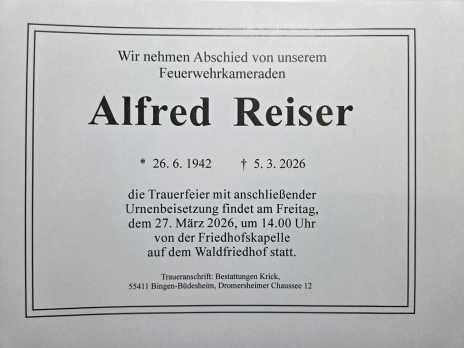 Wir nehmen Abschied von unserem
Feuerwehrkameraden
Alfred Reiser
* 26. 6. 1942 † 5. 3. 2026
die Trauerfeier mit anschließender
Urnenbeisetzung findet am Freitag,
dem 27. März 2026, um 14.00 Uhr
von der Friedhofskapelle
auf dem Waldfriedhof statt.
Traueranschrift: Bestattungen Krick,
55411 Bingen-Büdesheim, Dromersheimer Chaussee 12